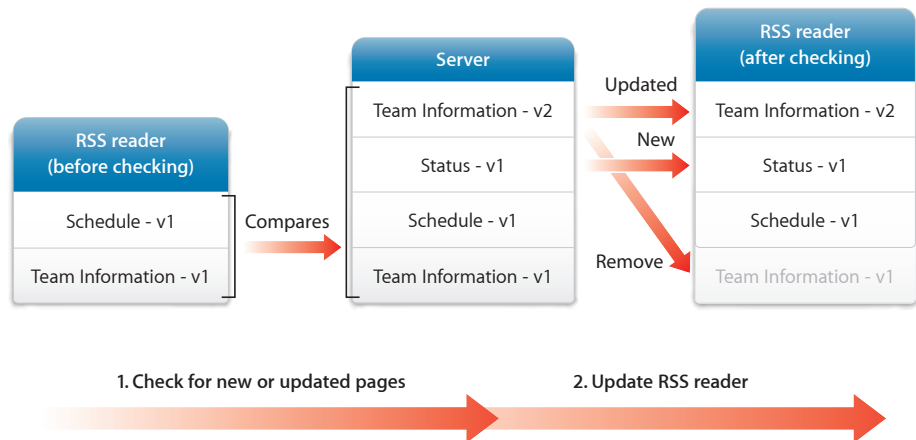 RSS reader
(before checking)
Schedule - v1
Team Information - v1
Compares
Server
Team Information - v2
Status - v1
Schedule - v1
Team Information - v1
Updated
New
Remove
RSS reader
(after checking)
Team Information - v2
Status - v1
Schedule - v1
Team Information - v1
1. Check for new or updated pages
2. Update RSS reader